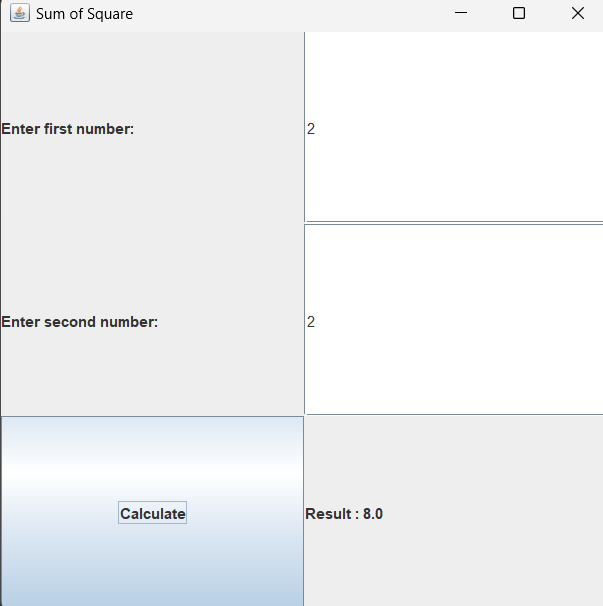 Sum of Square
Enter first number:
2
Enter second number:
2
Calculate
Result : 8.0